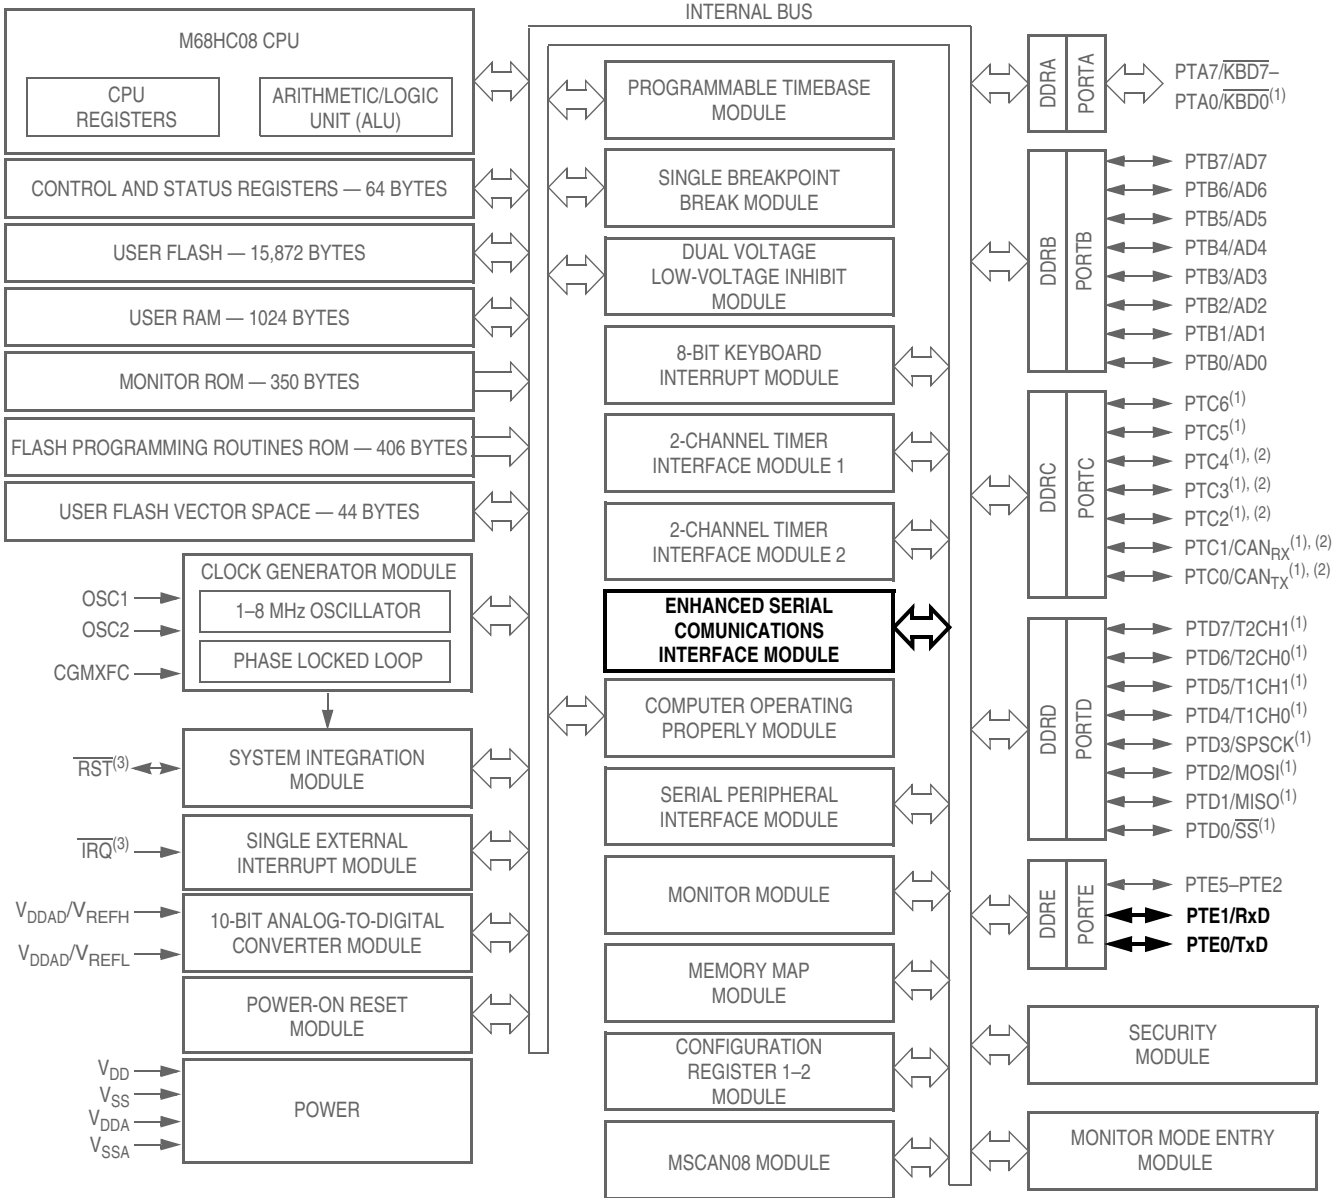 INTERNAL BUS
M68HC08 CPU
CPU
REGISTERS
ARITHMETIC/LOGIC
UNIT (ALU)
CONTROL AND STATUS REGISTERS — 64 BYTES
USER FLASH — 15,872 BYTES
USER RAM — 1024 BYTES
MONITOR ROM — 350 BYTES
FLASH PROGRAMMING ROUTINES ROM — 406 BYTES
USER FLASH VECTOR SPACE — 44 BYTES
CLOCK GENERATOR MODULE
1–8 MHz OSCILLATOR
PHASE LOCKED LOOP
OSC1
OSC2
CGMXFC
SYSTEM INTEGRATION
MODULE
RST(3)
SINGLE EXTERNAL
INTERRUPT MODULE
IRQ(3)
10-BIT ANALOG-TO-DIGITAL
CONVERTER MODULE
VDDAD/VREFH
VDDAD/VREFL
POWER-ON RESET
MODULE
POWER
VDD
VSS
VDDA
VSSA
PROGRAMMABLE TIMEBASE
MODULE
SINGLE BREAKPOINT
BREAK MODULE
DUAL VOLTAGE
LOW-VOLTAGE INHIBIT
MODULE
8-BIT KEYBOARD
INTERRUPT MODULE
2-CHANNEL TIMER
INTERFACE MODULE 1
2-CHANNEL TIMER
INTERFACE MODULE 2
ENHANCED SERIAL
COMUNICATIONS
INTERFACE MODULE
COMPUTER OPERATING
PROPERLY MODULE
SERIAL PERIPHERAL
INTERFACE MODULE
MONITOR MODULE
MEMORY MAP
MODULE
CONFIGURATION
REGISTER 1–2
MODULE
MSCAN08 MODULE
DDRA
PORTA
PTA7/KBD7–
PTA0/KBD0(1)
DDRB
PORTB
PTB7/AD7
PTB6/AD6
PTB5/AD5
PTB4/AD4
PTB3/AD3
PTB2/AD2
PTB1/AD1
PTB0/AD0
DDRC
PORTC
PTC6(1)
PTC5(1)
PTC4(1), (2)
PTC3(1), (2)
PTC2(1), (2)
PTC1/CANRX(1), (2)
PTC0/CANTX(1), (2)
DDRD
PORTD
PTD7/T2CH1(1)
PTD6/T2CH0(1)
PTD5/T1CH1(1)
PTD4/T1CH0(1)
PTD3/SPSCK(1)
PTD2/MOSI(1)
PTD1/MISO(1)
PTD0/SS(1)
DDRE
PORTE
PTE5–PTE2
PTE1/RxD
PTE0/TxD
SECURITY
MODULE
MONITOR MODE ENTRY
MODULE